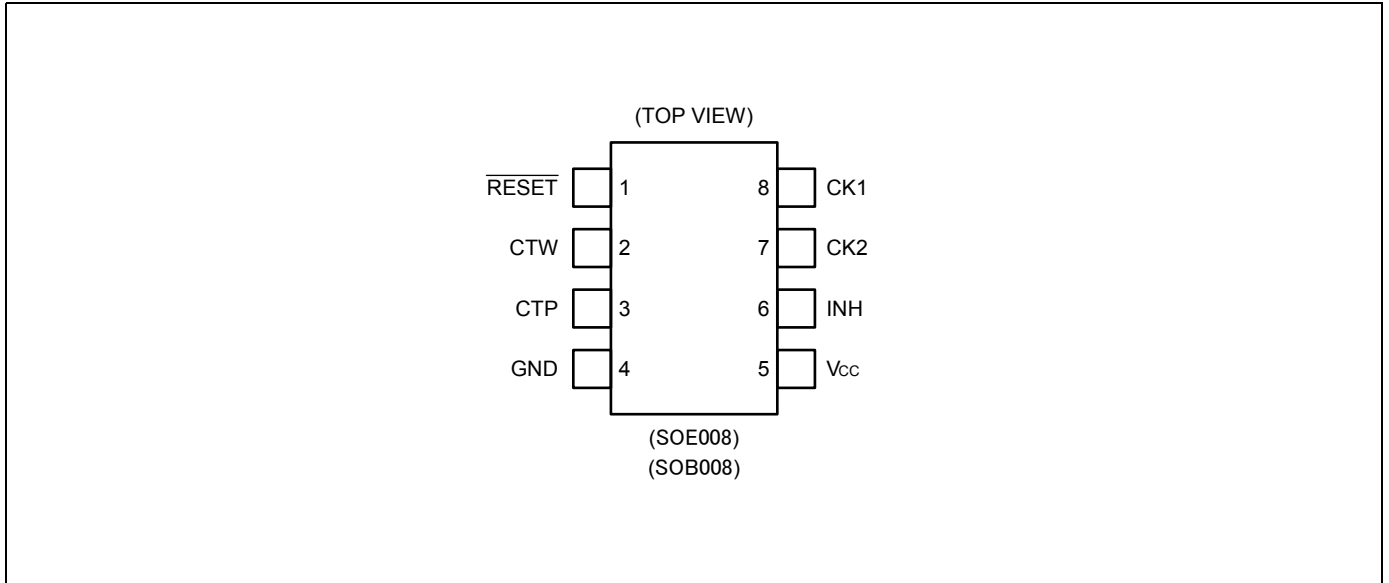 (TOP VIEW)
RESET 1 8 CK1
CTW 2 7 CK2
CTP 3 6 INH
GND 4 5 VCC
(SOE008)
(SOB008)